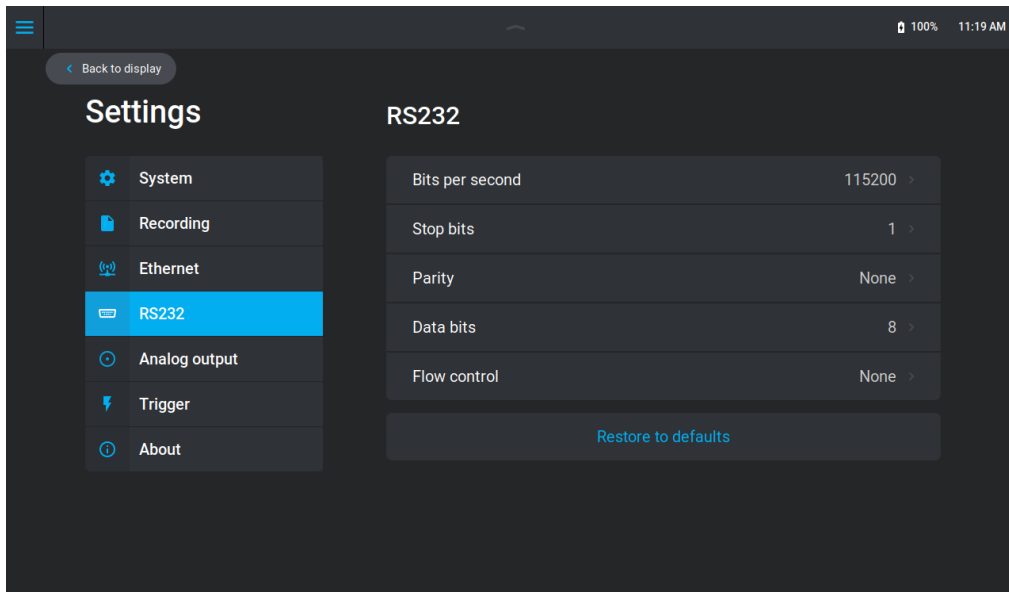 100% 11:19 AM
Back to display
Settings
System
Recording
Ethernet
RS232
Analog output
Trigger
About
RS232
Bits per second 115200
Stop bits 1
Parity None
Data bits 8
Flow control None
Restore to defaults